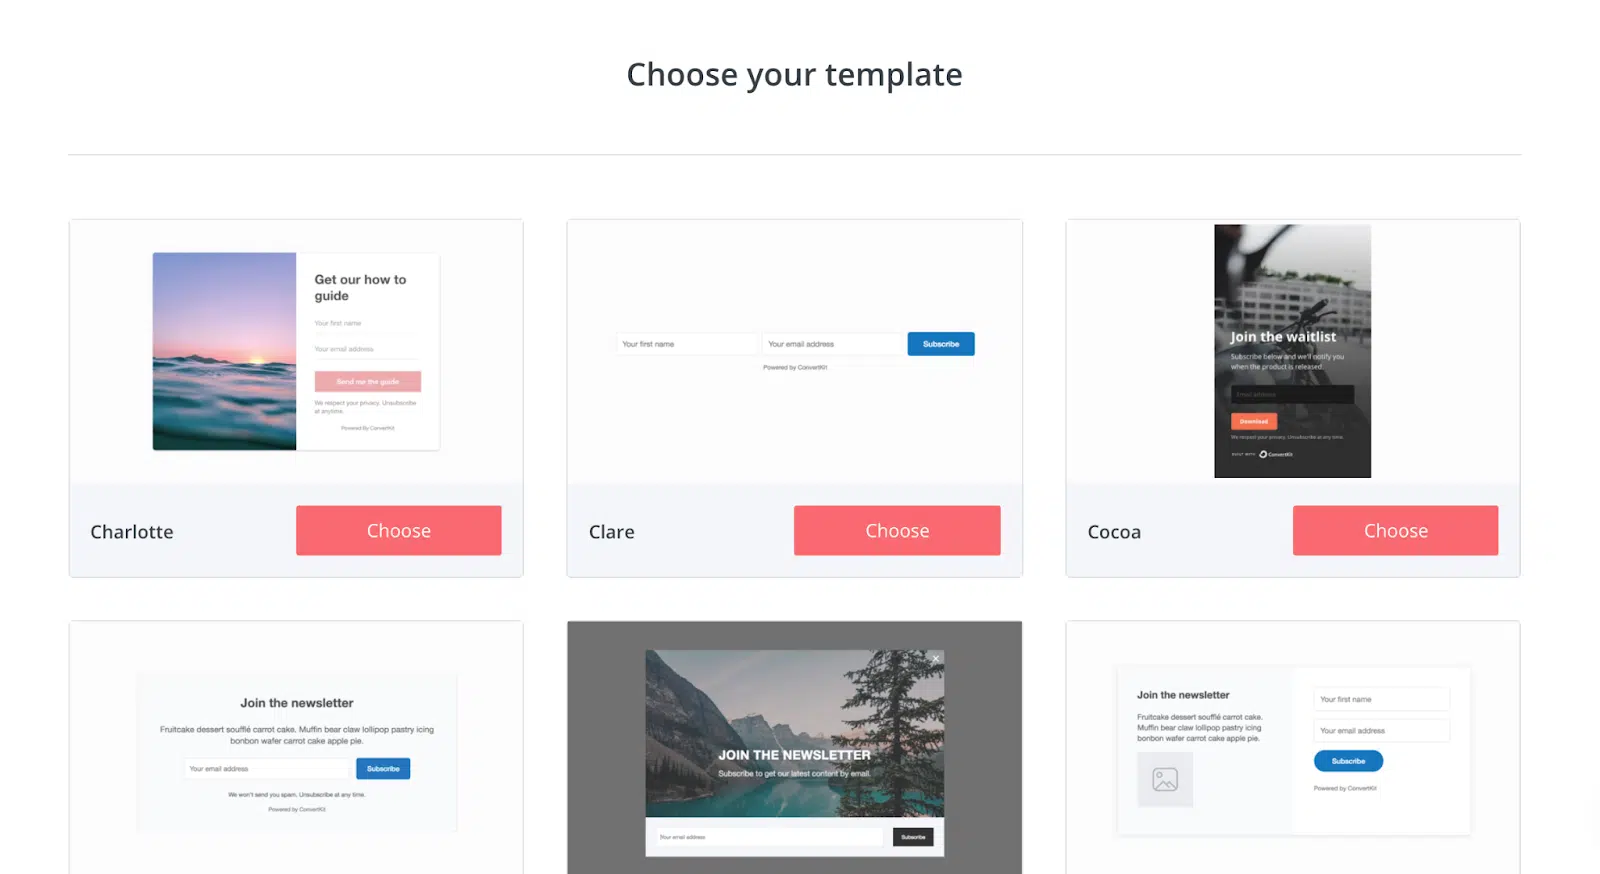 Choose your template
Get our how to
guide
Your first name
Your email address
Send me the guide
We respect your privacy. Unsubscribe
at anytime.
Powered By ConvertKit
Charlotte
Choose
Your first name
Your email address
Subscribe
Powered by ConvertKit
Clare
Choose
Join the waitlist
Subscribe below and we'll notify you
when the product is released.
Email address
Download
We respect your privacy. Unsubscribe at any time.
BUILT WITH ConvertKit
Cocoa
Choose
Join the newsletter
Fruitcake dessert soufflé carrot cake. Muffin bear claw lollipop pastry icing
bonbon wafer carrot cake apple pie.
Your email address
Subscribe
We won't send you spam. Unsubscribe at any time.
Powered by ConvertKit
JOIN THE NEWSLETTER
Subscribe to get our latest content by email.
Your email address
Subscribe
Join the newsletter
Fruitcake dessert soufflé carrot cake.
Muffin bear claw lollipop pastry icing
bonbon wafer carrot cake apple pie.
Your first name
Your email address
Subscribe
Powered by ConvertKit